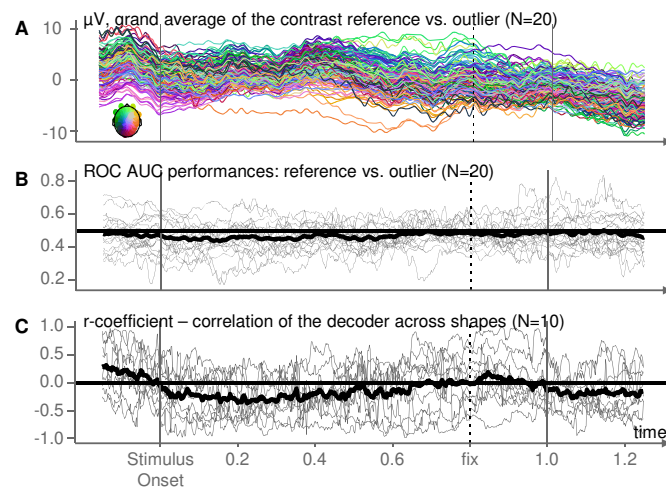 A
µV, grand average of the contrast reference vs. outlier (N=20)
10
0
-10
B
ROC AUC performances: reference vs. outlier (N=20)
0.8
0.6
0.4
0.2
C
r-coefficient – correlation of the decoder across shapes (N=10)
1.0
0.5
0.0
-0.5
-1.0
time
Stimulus
Onset
0.2
0.4
0.6
fix
1.0
1.2